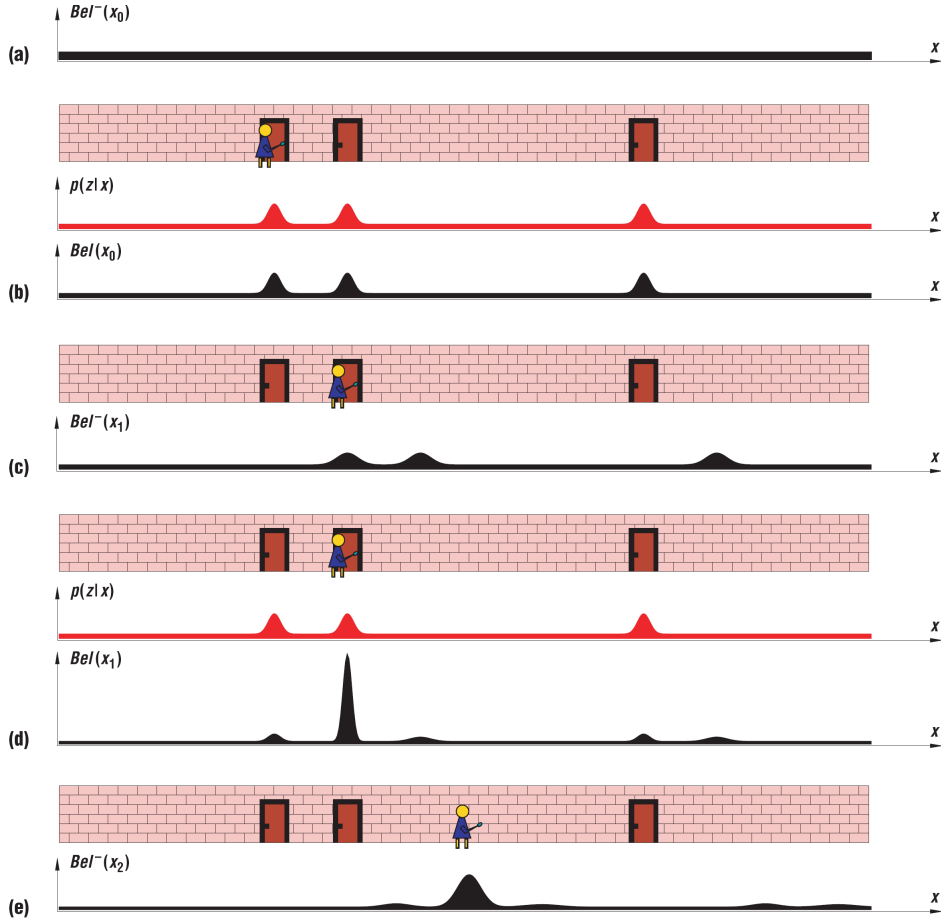 Bel⁻(x₀)
(a)
x
p(z|x)
x
Bel(x₀)
(b)
x
Bel⁻(x₁)
(c)
x
p(z|x)
x
Bel(x₁)
(d)
x
Bel⁻(x₂)
(e)
x